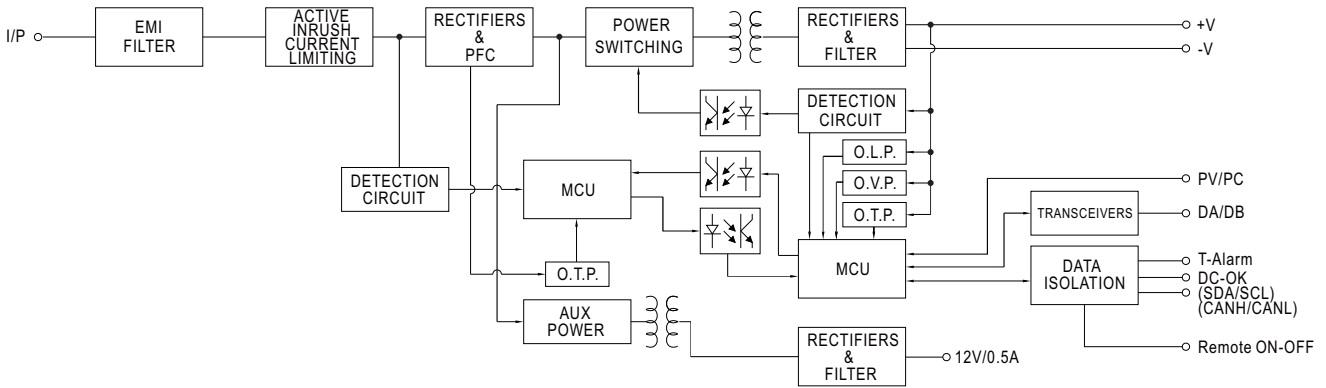 I/P
EMI
FILTER
ACTIVE
INRUSH
CURRENT
LIMITING
RECTIFIERS
&
PFC
POWER
SWITCHING
RECTIFIERS
&
FILTER
+V
-V
DETECTION
CIRCUIT
O.L.P.
O.V.P.
O.T.P.
DETECTION
CIRCUIT
MCU
O.T.P.
MCU
PV/PC
TRANSCEIVERS
DA/DB
DATA
ISOLATION
T-Alarm
DC-OK
(SDA/SCL)
(CANH/CANL)
Remote ON-OFF
AUX
POWER
RECTIFIERS
&
FILTER
12V/0.5A